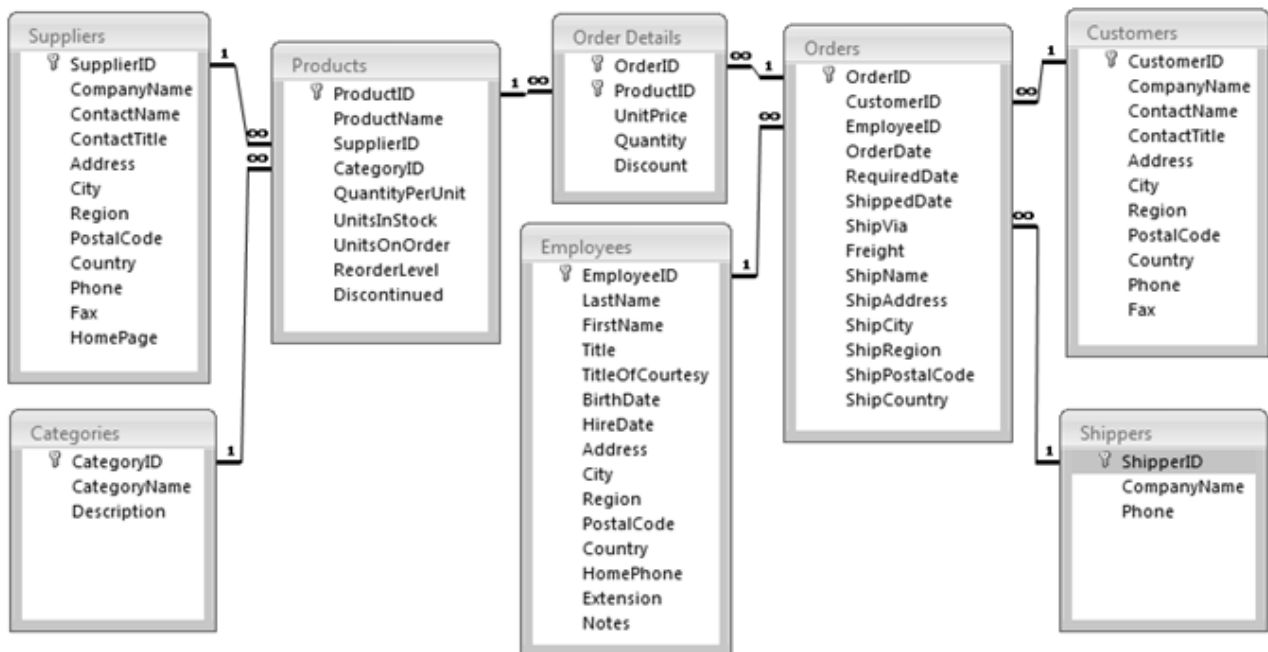 Suppliers
SupplierID
CompanyName
ContactName
ContactTitle
Address
City
Region
PostalCode
Country
Phone
Fax
HomePage
1
∞
Products
ProductID
ProductName
SupplierID
CategoryID
QuantityPerUnit
UnitsInStock
UnitsOnOrder
ReorderLevel
Discontinued
∞
1
Categories
CategoryID
CategoryName
Description
1
∞
Order Details
OrderID
ProductID
UnitPrice
Quantity
Discount
∞
1
Orders
OrderID
CustomerID
EmployeeID
OrderDate
RequiredDate
ShippedDate
ShipVia
Freight
ShipName
ShipAddress
ShipCity
ShipRegion
ShipPostalCode
ShipCountry
∞
1
Employees
EmployeeID
LastName
FirstName
Title
TitleOfCourtesy
BirthDate
HireDate
Address
City
Region
PostalCode
Country
HomePhone
Extension
Notes
∞
1
Customers
CustomerID
CompanyName
ContactName
ContactTitle
Address
City
Region
PostalCode
Country
Phone
Fax
∞
1
Shippers
ShipperID
CompanyName
Phone